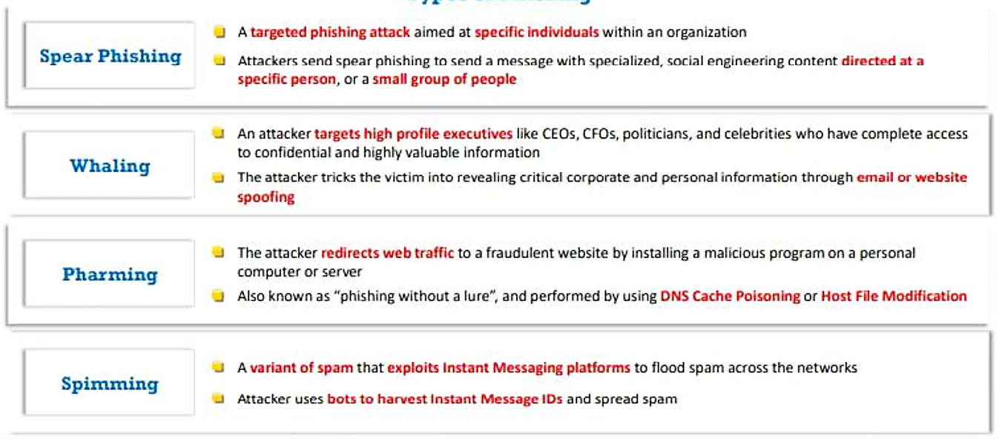 Types of Phishing
Spear Phishing
A targeted phishing attack aimed at specific individuals within an organization
Attackers send spear phishing to send a message with specialized, social engineering content directed at a
specific person, or a small group of people
Whaling
An attacker targets high profile executives like CEOs, CFOs, politicians, and celebrities who have complete access
to confidential and highly valuable information
The attacker tricks the victim into revealing critical corporate and personal information through email or website
spoofing
Pharming
The attacker redirects web traffic to a fraudulent website by installing a malicious program on a personal
computer or server
Also known as “phishing without a lure”, and performed by using DNS Cache Poisoning or Host File Modification
Spimming
A variant of spam that exploits Instant Messaging platforms to flood spam across the networks
Attacker uses bots to harvest Instant Message IDs and spread spam